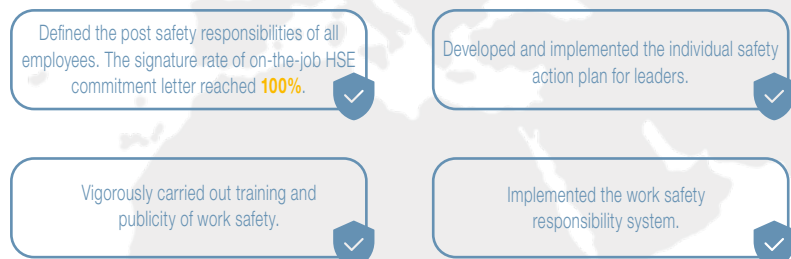 Defined the post safety responsibilities of all
employees. The signature rate of on-the-job HSE
commitment letter reached 100%.
Developed and implemented the individual safety
action plan for leaders.
Vigorously carried out training and
publicity of work safety.
Implemented the work safety
responsibility system.